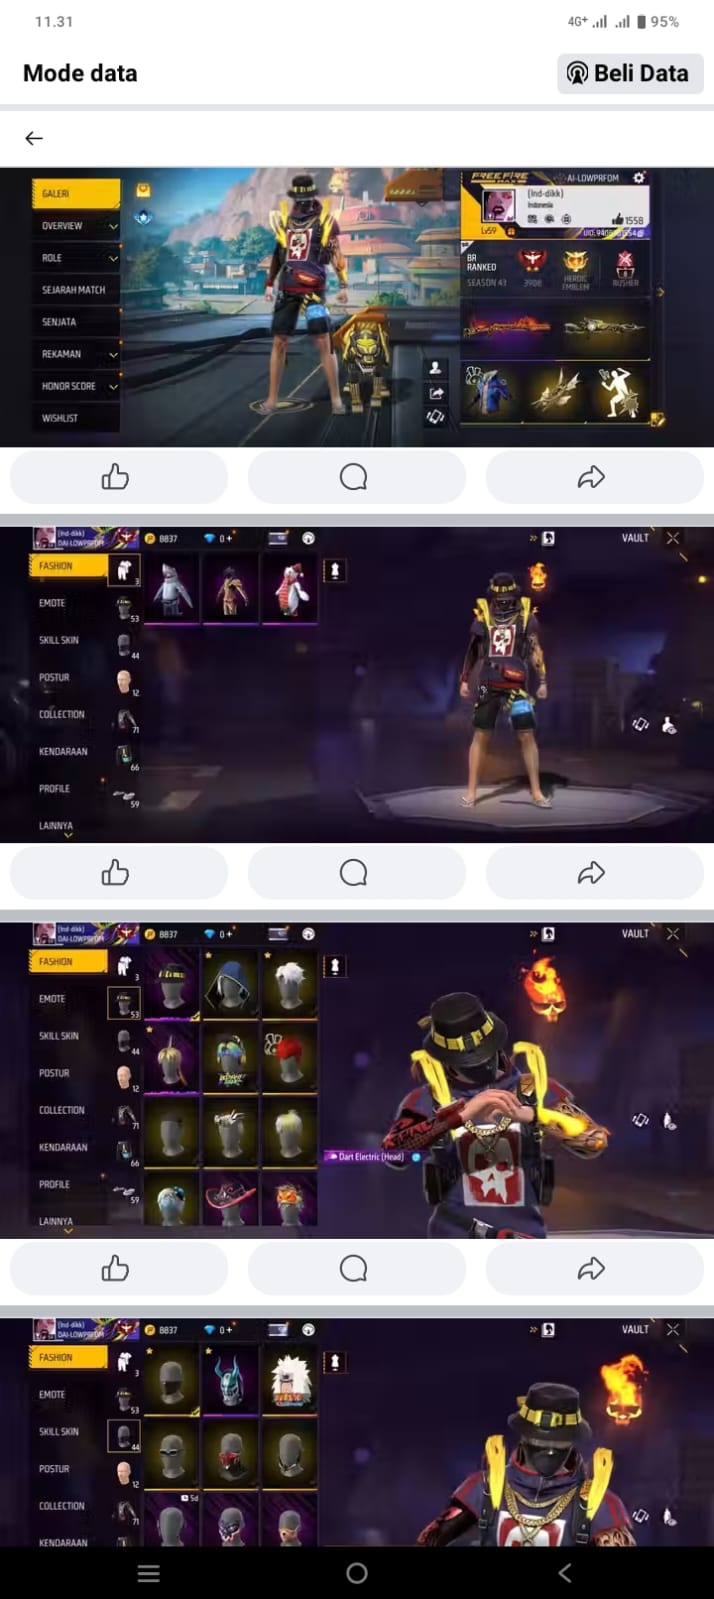 11.31
4G+ 95%
Mode data
Beli Data
GALERI
OVERVIEW
ROLE
SEJARAH MATCH
SENJATA
REKAMAN
HONOR SCORE
WISHLIST
FREE FIRE
MAX
AI-LOWPRFOM
(Ind-dikk)
Indonesia
1558
Lv59
BR
RANKED
SEASON 43
3908
HEROIC
EMBLEM
RUSHER
(Ind-dikk)
DAI-LOWPRFOM
8837
0+
VAULT
FASHION
3
EMOTE
53
SKILL SKIN
44
POSTUR
12
COLLECTION
71
KENDARAAN
66
PROFILE
59
LAINNYA
(Ind-dikk)
DAI-LOWPRFOM
8837
0+
VAULT
FASHION
3
EMOTE
53
SKILL SKIN
44
POSTUR
12
COLLECTION
71
KENDARAAN
66
PROFILE
59
LAINNYA
Dart Electric (Head)
(Ind-dikk)
DAI-LOWPRFOM
8837
0+
VAULT
FASHION
3
EMOTE
53
SKILL SKIN
44
POSTUR
12
COLLECTION
71
KENDARAAN
5d